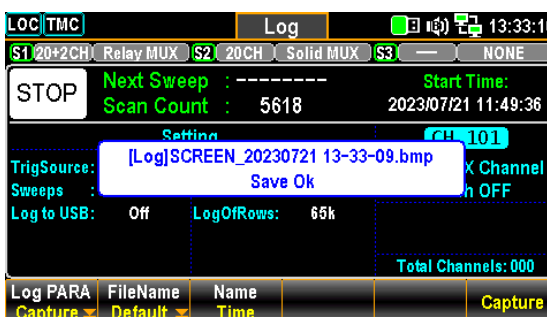 LOC TMC Log 13:33:1
S1 20+2CH Relay MUX S2 20CH Solid MUX S3 — NONE
STOP Next Sweep : -------- Start Time:
Scan Count : 5618 2023/07/21 11:49:36
Setting CH 101
[Log]SCREEN_20230721 13-33-09.bmp
Save Ok
TrigSource: X Channel
Sweeps : OFF
Log to USB: Off LogOfRows: 65k
Total Channels: 000
Log PARA FileName Name
Capture Default Time Capture